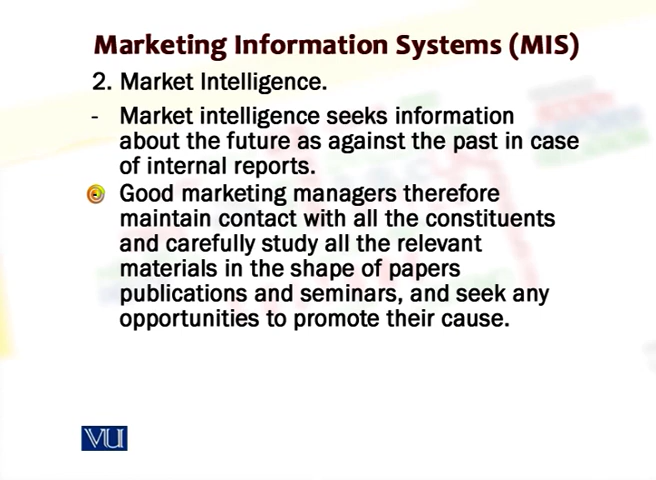 Marketing Information Systems (MIS)
2. Market Intelligence.
- Market intelligence seeks information
about the future as against the past in case
of internal reports.
Good marketing managers therefore
maintain contact with all the constituents
and carefully study all the relevant
materials in the shape of papers
publications and seminars, and seek any
opportunities to promote their cause.
VU